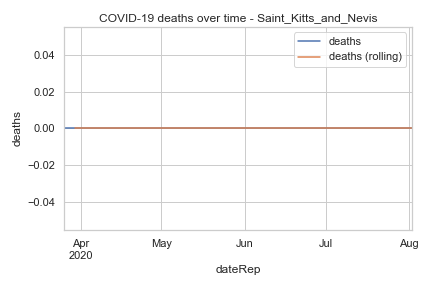 COVID-19 deaths over time - Saint_Kitts_and_Nevis
deaths
deaths (rolling)
0.04
0.02
0.00
−0.02
−0.04
deaths
Apr
2020
May
Jun
Jul
Aug
dateRep